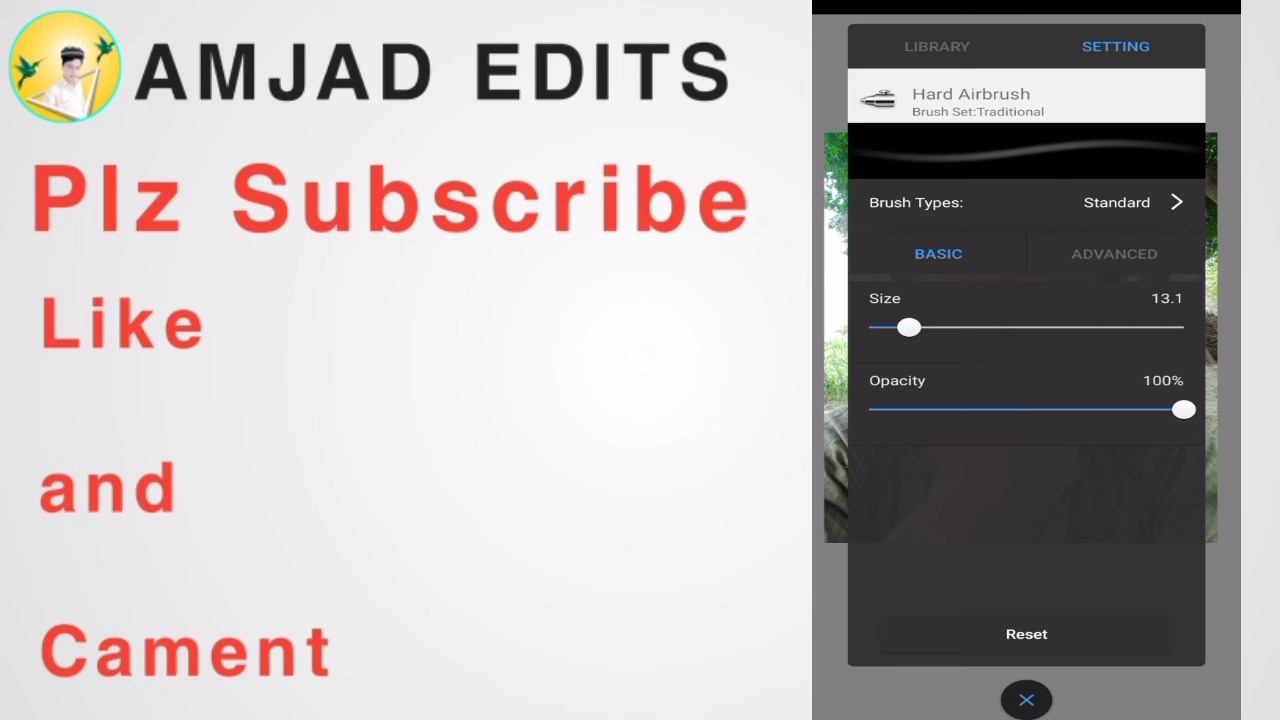 AMJAD EDITS
Plz Subscribe
Like
and
Cament
LIBRARY SETTING
Hard Airbrush
Brush Set:Traditional
Brush Types: Standard
BASIC ADVANCED
Size 13.1
Opacity 100%
Reset